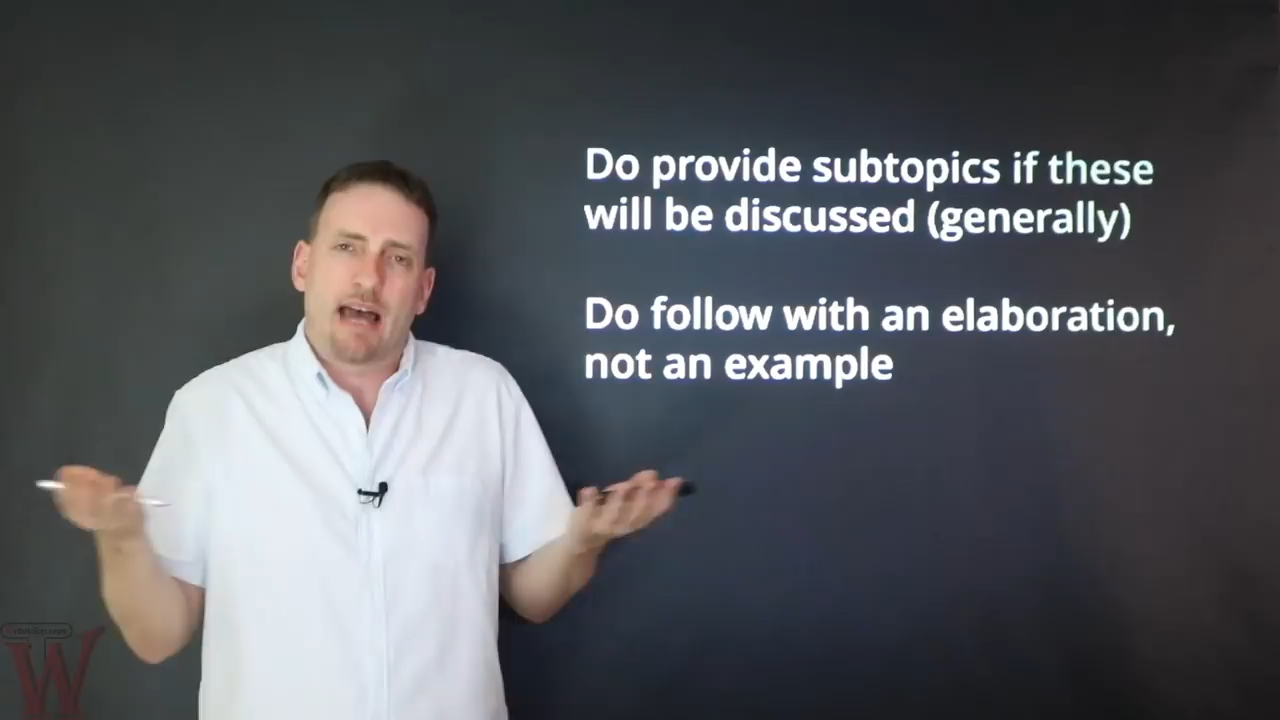 Do provide subtopics if these
will be discussed (generally)
Do follow with an elaboration,
not an example
W